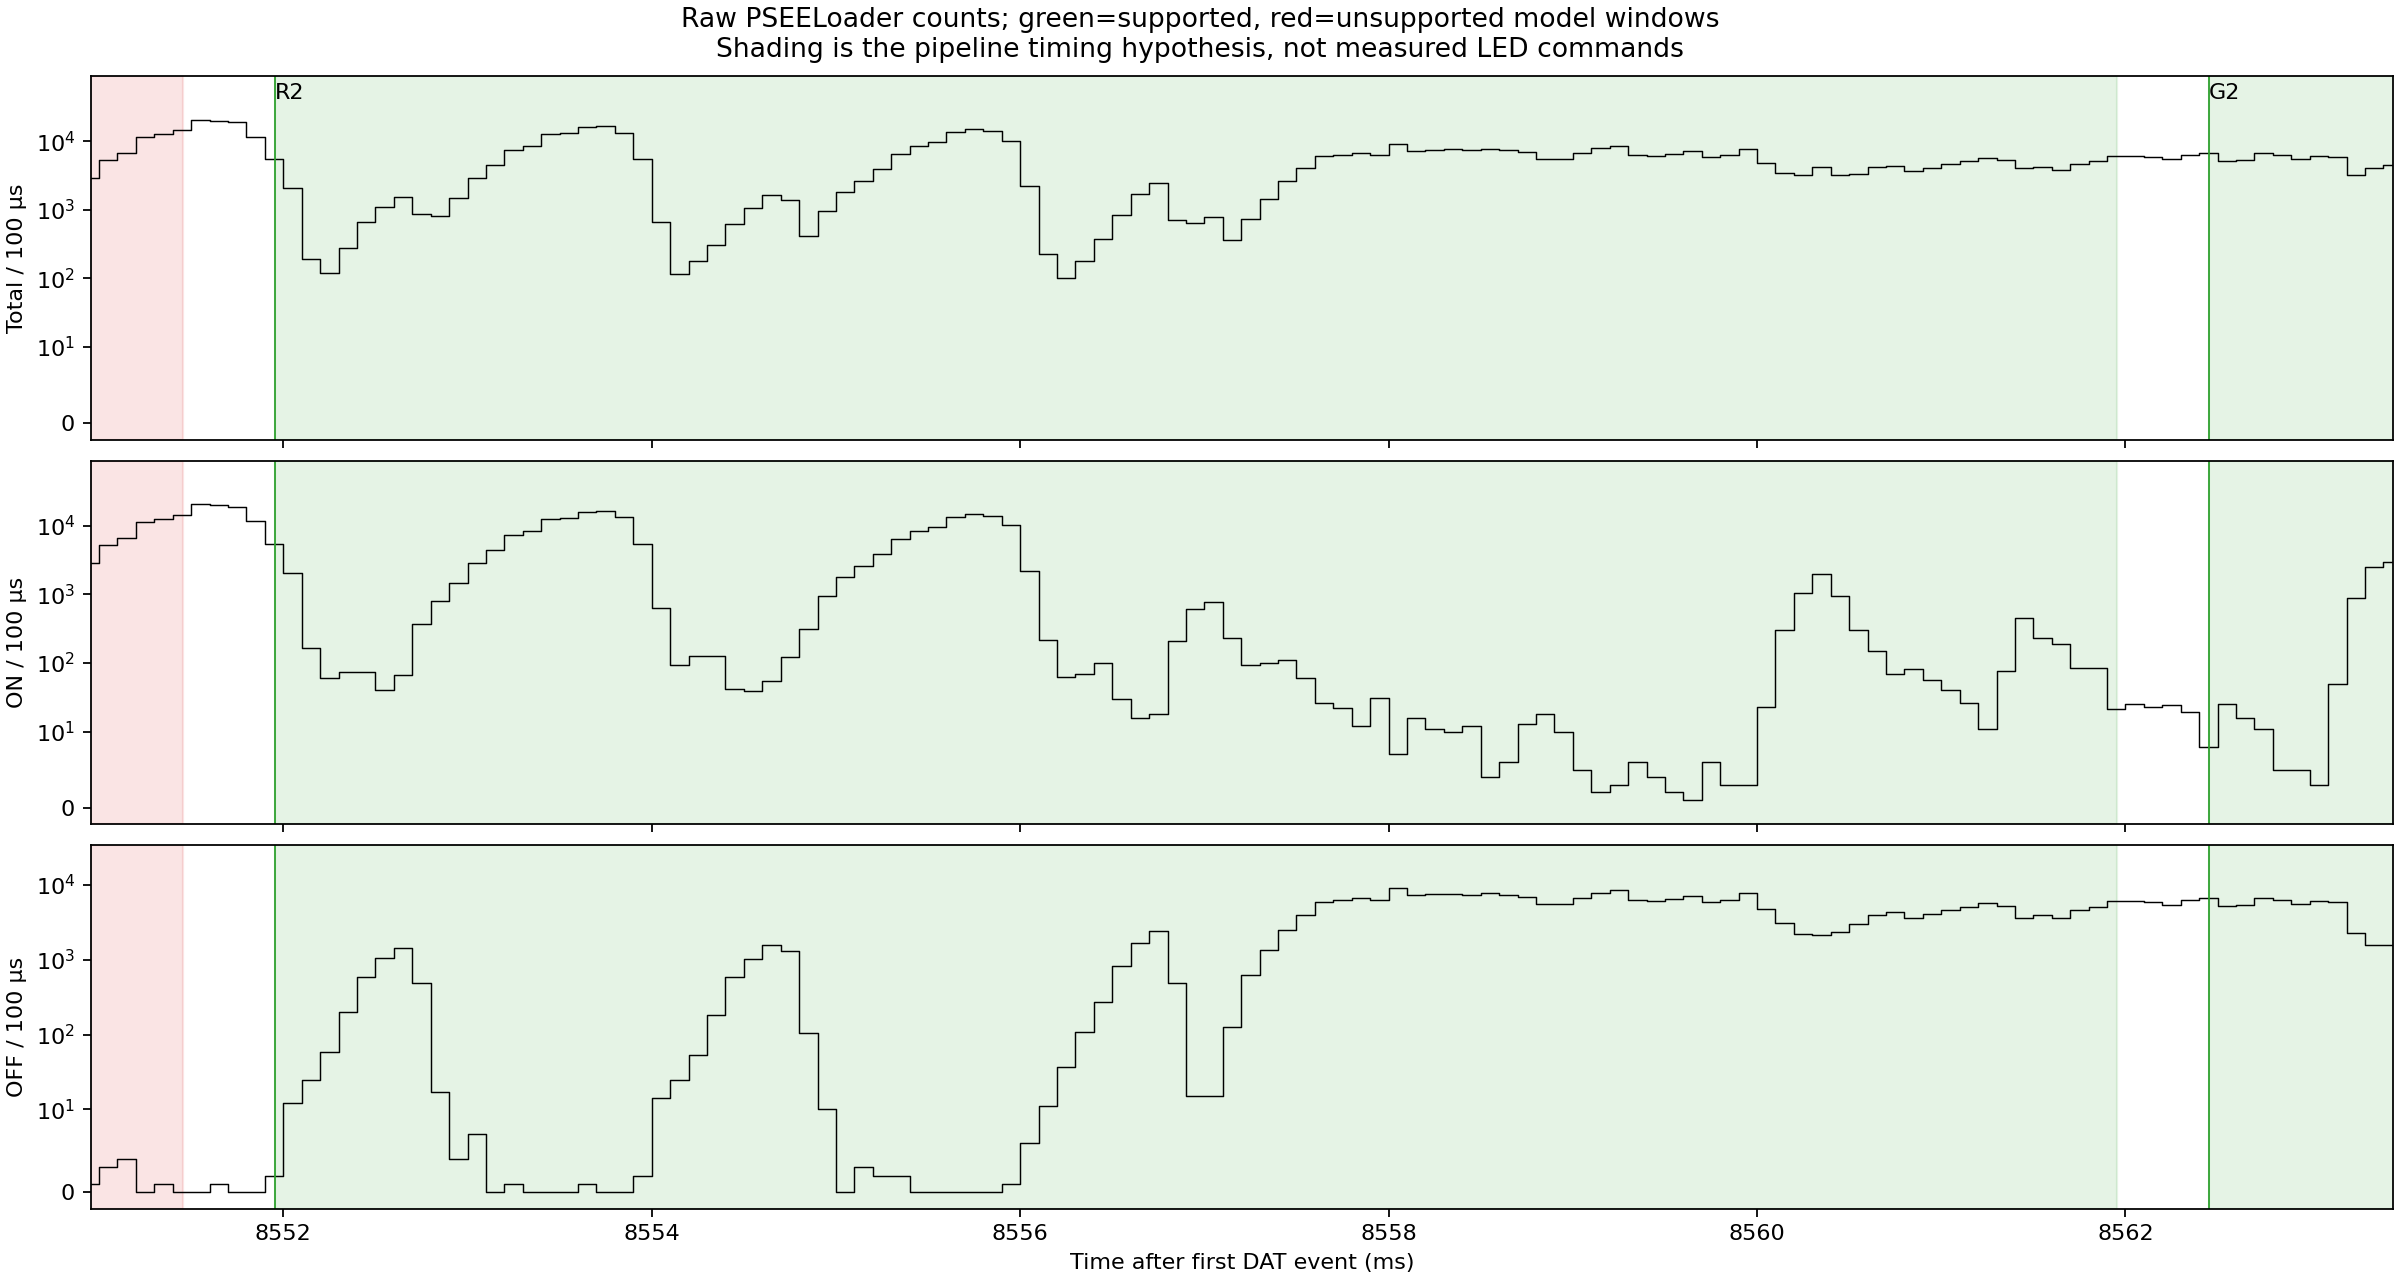 Raw PSEELoader counts; green=supported, red=unsupported model windows
Shading is the pipeline timing hypothesis, not measured LED commands
R2
G2
Total / 100 µs
10⁴
10³
10²
10¹
0
ON / 100 µs
10⁴
10³
10²
10¹
0
OFF / 100 µs
10⁴
10³
10²
10¹
0
8552
8554
8556
8558
8560
8562
Time after first DAT event (ms)